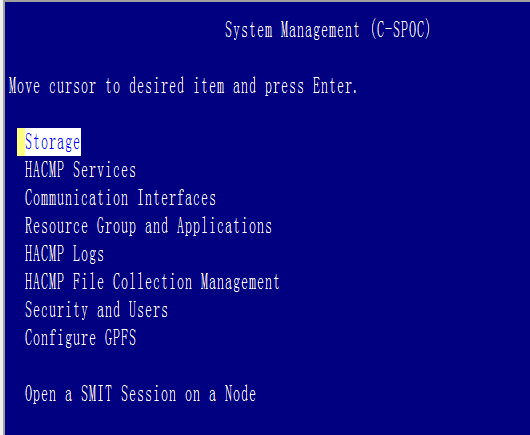 System Management (C-SPOC)
Move cursor to desired item and press Enter.
Storage
HACMP Services
Communication Interfaces
Resource Group and Applications
HACMP Logs
HACMP File Collection Management
Security and Users
Configure GPFS
Open a SMIT Session on a Node